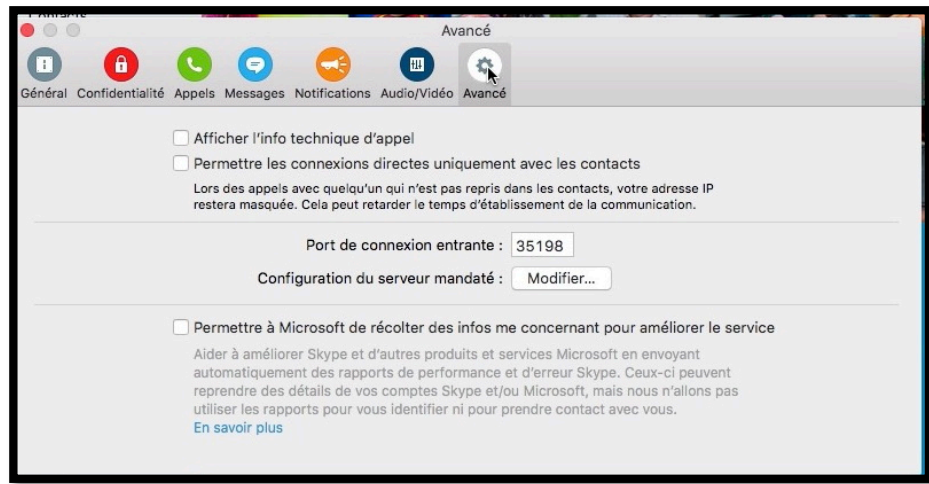 Contacts
Avancé
Général Confidentialité Appels Messages Notifications Audio/Vidéo Avancé
Afficher l'info technique d'appel
Permettre les connexions directes uniquement avec les contacts
Lors des appels avec quelqu'un qui n'est pas repris dans les contacts, votre adresse IP
restera masquée. Cela peut retarder le temps d'établissement de la communication.
Port de connexion entrante : 35198
Configuration du serveur mandaté : Modifier...
Permettre à Microsoft de récolter des infos me concernant pour améliorer le service
Aider à améliorer Skype et d'autres produits et services Microsoft en envoyant
automatiquement des rapports de performance et d'erreur Skype. Ceux-ci peuvent
reprendre des détails de vos comptes Skype et/ou Microsoft, mais nous n'allons pas
utiliser les rapports pour vous identifier ni pour prendre contact avec vous.
En savoir plus